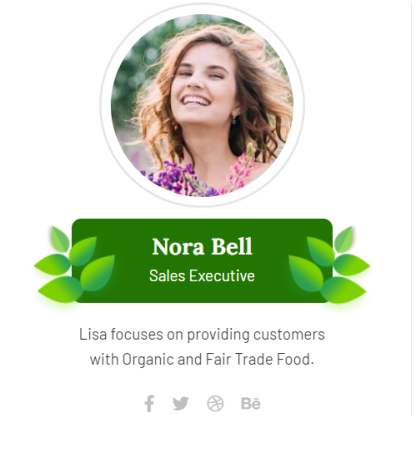 Nora Bell
Sales Executive
Lisa focuses on providing customers
with Organic and Fair Trade Food.
Bē